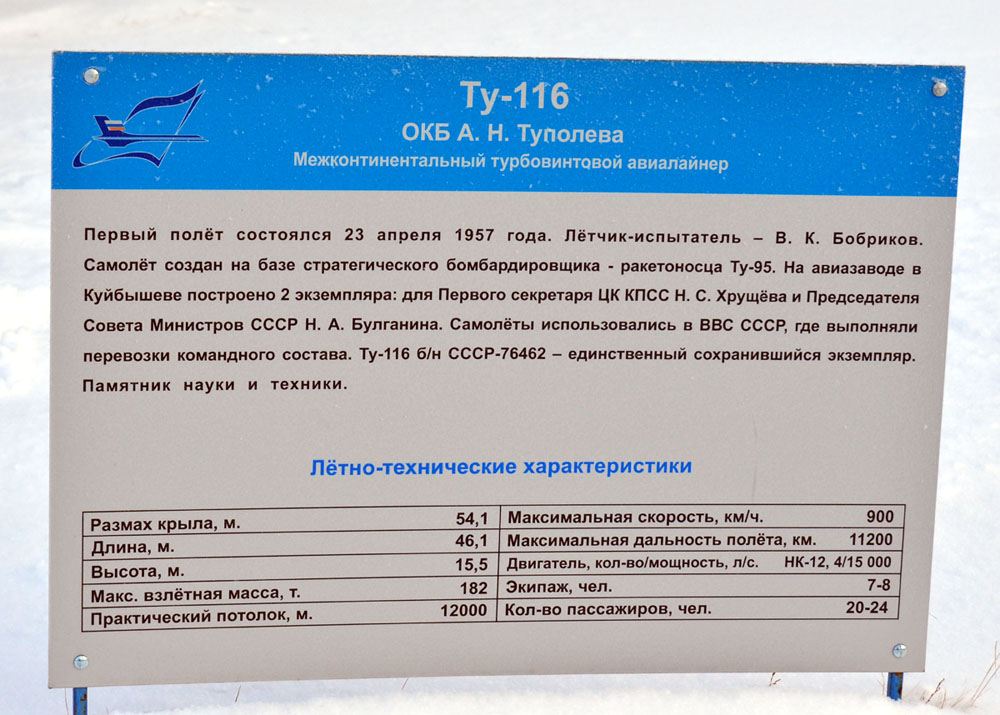 Ту-116
ОКБ А. Н. Туполева
Межконтинентальный турбовинтовой авиалайнер
Первый полёт состоялся 23 апреля 1957 года. Лётчик-испытатель – В. К. Бобриков.
Самолёт создан на базе стратегического бомбардировщика - ракетоносца Ту-95. На авиазаводе в
Куйбышеве построено 2 экземпляра: для Первого секретаря ЦК КПСС Н. С. Хрущёва и Председателя
Совета Министров СССР Н. А. Булганина. Самолёты использовались в ВВС СССР, где выполняли
перевозки командного состава. Ту-116 б/н СССР-76462 – единственный сохранившийся экземпляр.
Памятник науки и техники.
Лётно-технические характеристики
Размах крыла, м. 54,1 Максимальная скорость, км/ч. 900
Длина, м. 46,1 Максимальная дальность полёта, км. 11200
Высота, м. 15,5 Двигатель, кол-во/мощность, л/с. НК-12, 4/15 000
Макс. взлётная масса, т. 182 Экипаж, чел. 7-8
Практический потолок, м. 12000 Кол-во пассажиров, чел. 20-24